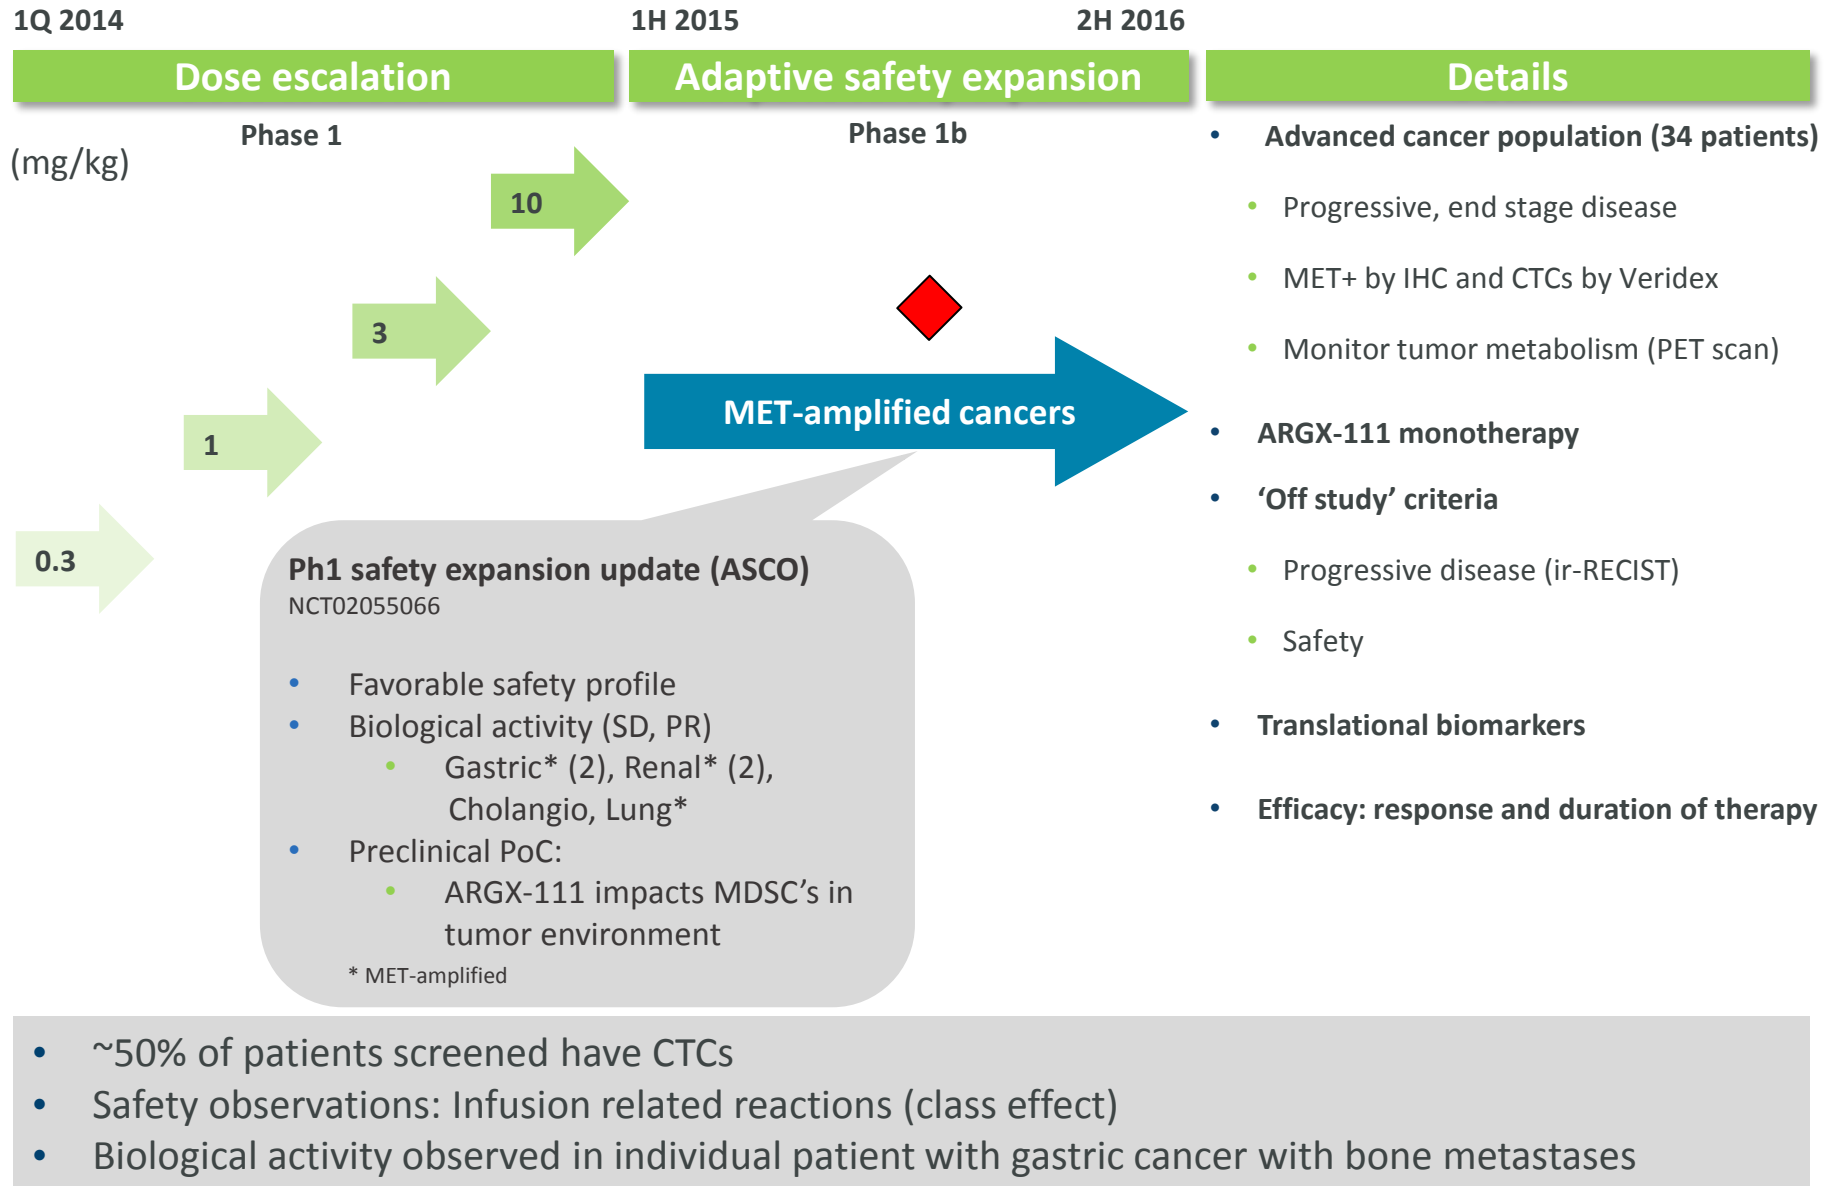 1Q 2014
1H 2015
2H 2016
Dose escalation
Adaptive safety expansion
Details
(mg/kg)
Phase 1
10
3
1
0.3
Phase 1b
MET-amplified cancers
Ph1 safety expansion update (ASCO)
NCT02055066
• Favorable safety profile
• Biological activity (SD, PR)
• Gastric* (2), Renal* (2),
Cholangio, Lung*
• Preclinical PoC:
• ARGX-111 impacts MDSC’s in
tumor environment
* MET-amplified
• Advanced cancer population (34 patients)
• Progressive, end stage disease
• MET+ by IHC and CTCs by Veridex
• Monitor tumor metabolism (PET scan)
• ARGX-111 monotherapy
• ‘Off study’ criteria
• Progressive disease (ir-RECIST)
• Safety
• Translational biomarkers
• Efficacy: response and duration of therapy
• ~50% of patients screened have CTCs
• Safety observations: Infusion related reactions (class effect)
• Biological activity observed in individual patient with gastric cancer with bone metastases